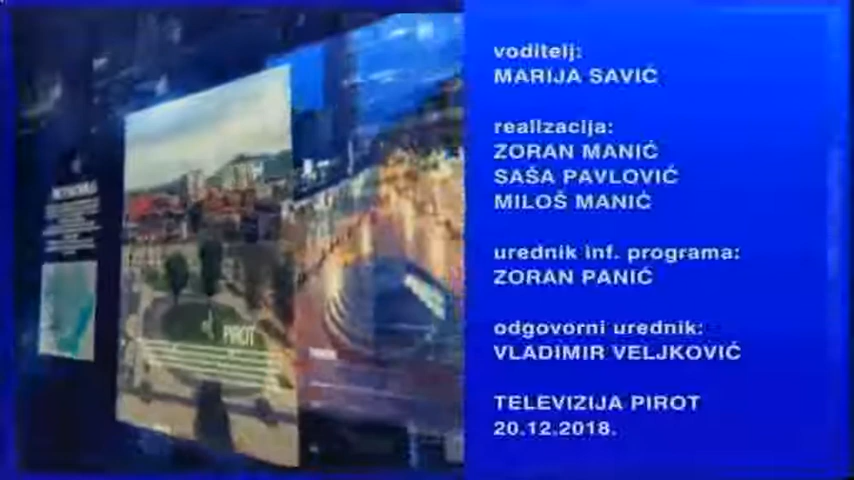 voditelj:
MARIJA SAVIĆ
realizacija:
ZORAN MANIĆ
SAŠA PAVLOVIĆ
MILOŠ MANIĆ
urednik inf. programa:
ZORAN PANIĆ
odgovorni urednik:
VLADIMIR VELJKOVIĆ
TELEVIZIJA PIROT
20.12.2018.
PIROT